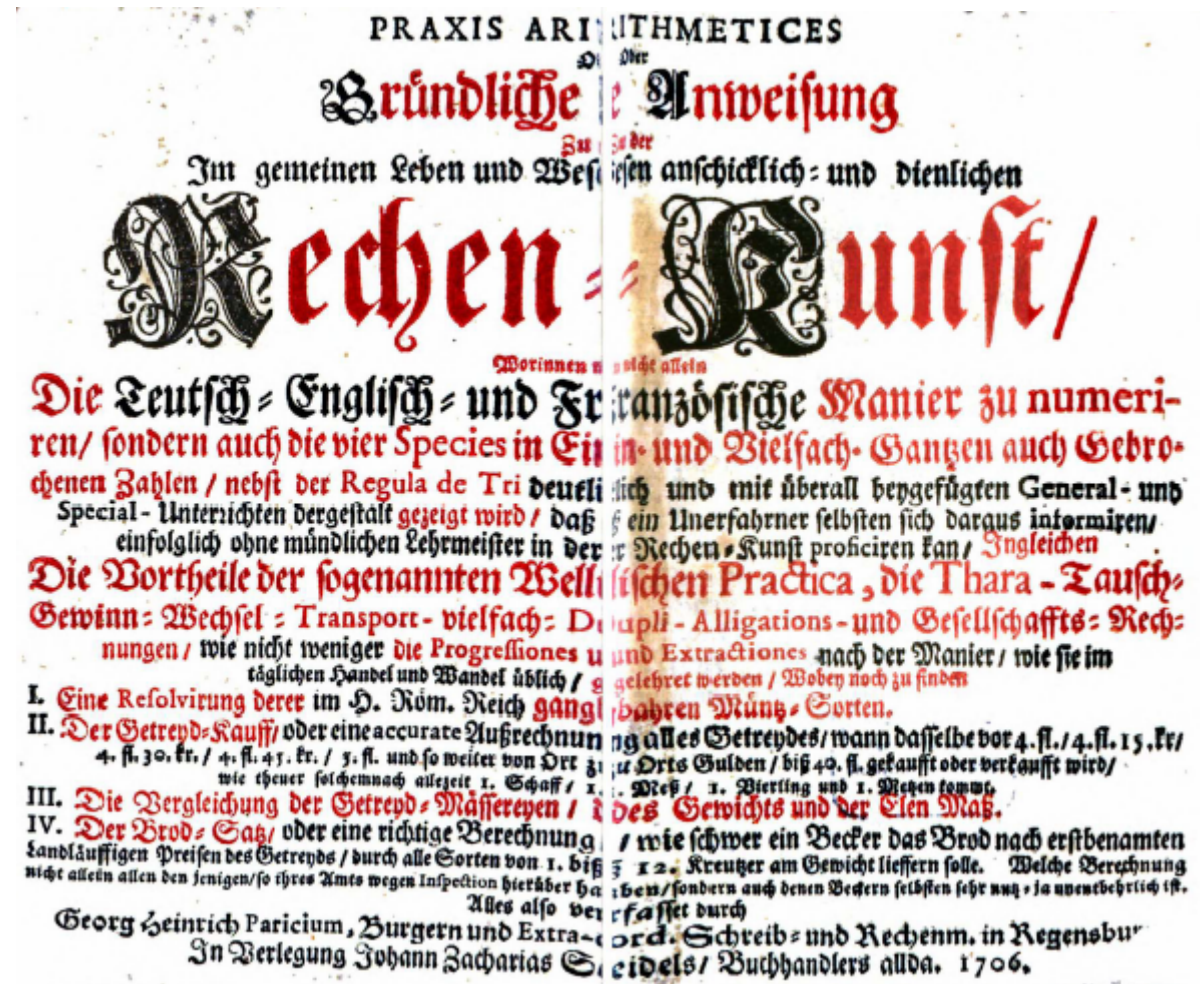 PRAXIS ARITHMETICES
Oder
Gründliche Anweisung
Zu der
Im gemeinen Leben und Wesen anschicklich- und dienlichen
Rechen-Kunst/
Worinnen nicht allein
Die Teutsch- Englisch- und Französische Manier zu numeri-
ren/ sondern auch die vier Species in Ein- und Vielfach- Gantzen auch Gebro-
chenen Zahlen / nebst der Regula de Tri deutlich und mit überall beygefügten General- und
Special- Unterrichten dergestalt gezeigt wird / daß ein Unerfahrner selbsten sich daraus informiren/
einfolglich ohne mündlichen Lehrmeister in der Rechen-Kunst proficiren kan / Ingleichen
Die Vortheile der sogenannten Wellischen Practica, die Thara- Tausch-
Gewinn- Wechsel- Transport- vielfach- Dupli- Alligations- und Gesellschaffts- Rech-
nungen / wie nicht weniger die Progressiones und Extractiones nach der Manier / wie sie im
täglichen Handel und Wandel üblich / gelehret werden / Wobey noch zu finden
I. Eine Resolvirung derer im H. Röm. Reich gangbahren Müntz-Sorten.
II. Der Getreyd-Kauff/ oder eine accurate Außrechnung alles Getreydes/ wann dasselbe vor 4. fl./ 4. fl. 15. kr/
4. fl. 30. kr. / 4. fl. 45. kr. / 5. fl. und so weiter von Ort zu Orts Gulden / biß 40. fl. gekaufft oder verkaufft wird/
wie theuer solchemnach allezeit 1. Schaff / 1. Meß / 1. Vierling und 1. Metzen kommt.
III. Die Vergleichung der Getreyd-Mässereyen / des Gewichts und der Elen Maß.
IV. Der Brod-Satz/ oder eine richtige Berechnung / wie schwer ein Becker das Brod nach erstbenamten
Landläuffigen Preisen des Getreyds / durch alle Sorten von 1. biß 12. Kreutzer am Gewicht lieffern solle. Welche Berechnung
nicht allein allen den jenigen/ so ihres Amts wegen Inspection hierüber haben/ sondern auch denen Beckern selbsten sehr nutz- ja unentbehrlich ist.
Alles also verfasset durch
Georg Heinrich Paricium, Burgern und Extra-ord. Schreib- und Rechenm. in Regensbur
In Verlegung Johann Zacharias Seidels/ Buchhandlers allda. 1706.